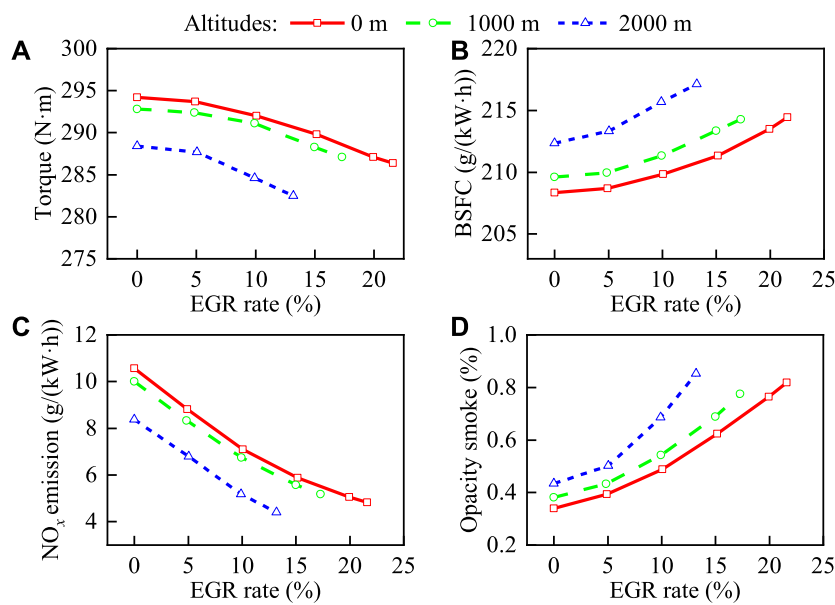 Altitudes: 0 m 1000 m 2000 m
A
Torque (N·m)
300
295
290
285
280
275
0 5 10 15 20
EGR rate (%)
B
BSFC (g/(kW·h))
220
215
210
205
0 5 10 15 20 25
EGR rate (%)
C
NOx emission (g/(kW·h))
12
10
8
6
4
0 5 10 15 20 25
EGR rate (%)
D
Opacity smoke (%)
1.0
0.8
0.6
0.4
0.2
0 5 10 15 20 25
EGR rate (%)